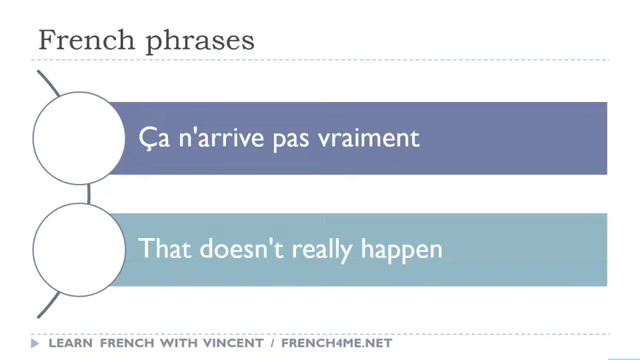 French phrases
Ça n'arrive pas vraiment
That doesn't really happen
LEARN FRENCH WITH VINCENT / FRENCH4ME.NET